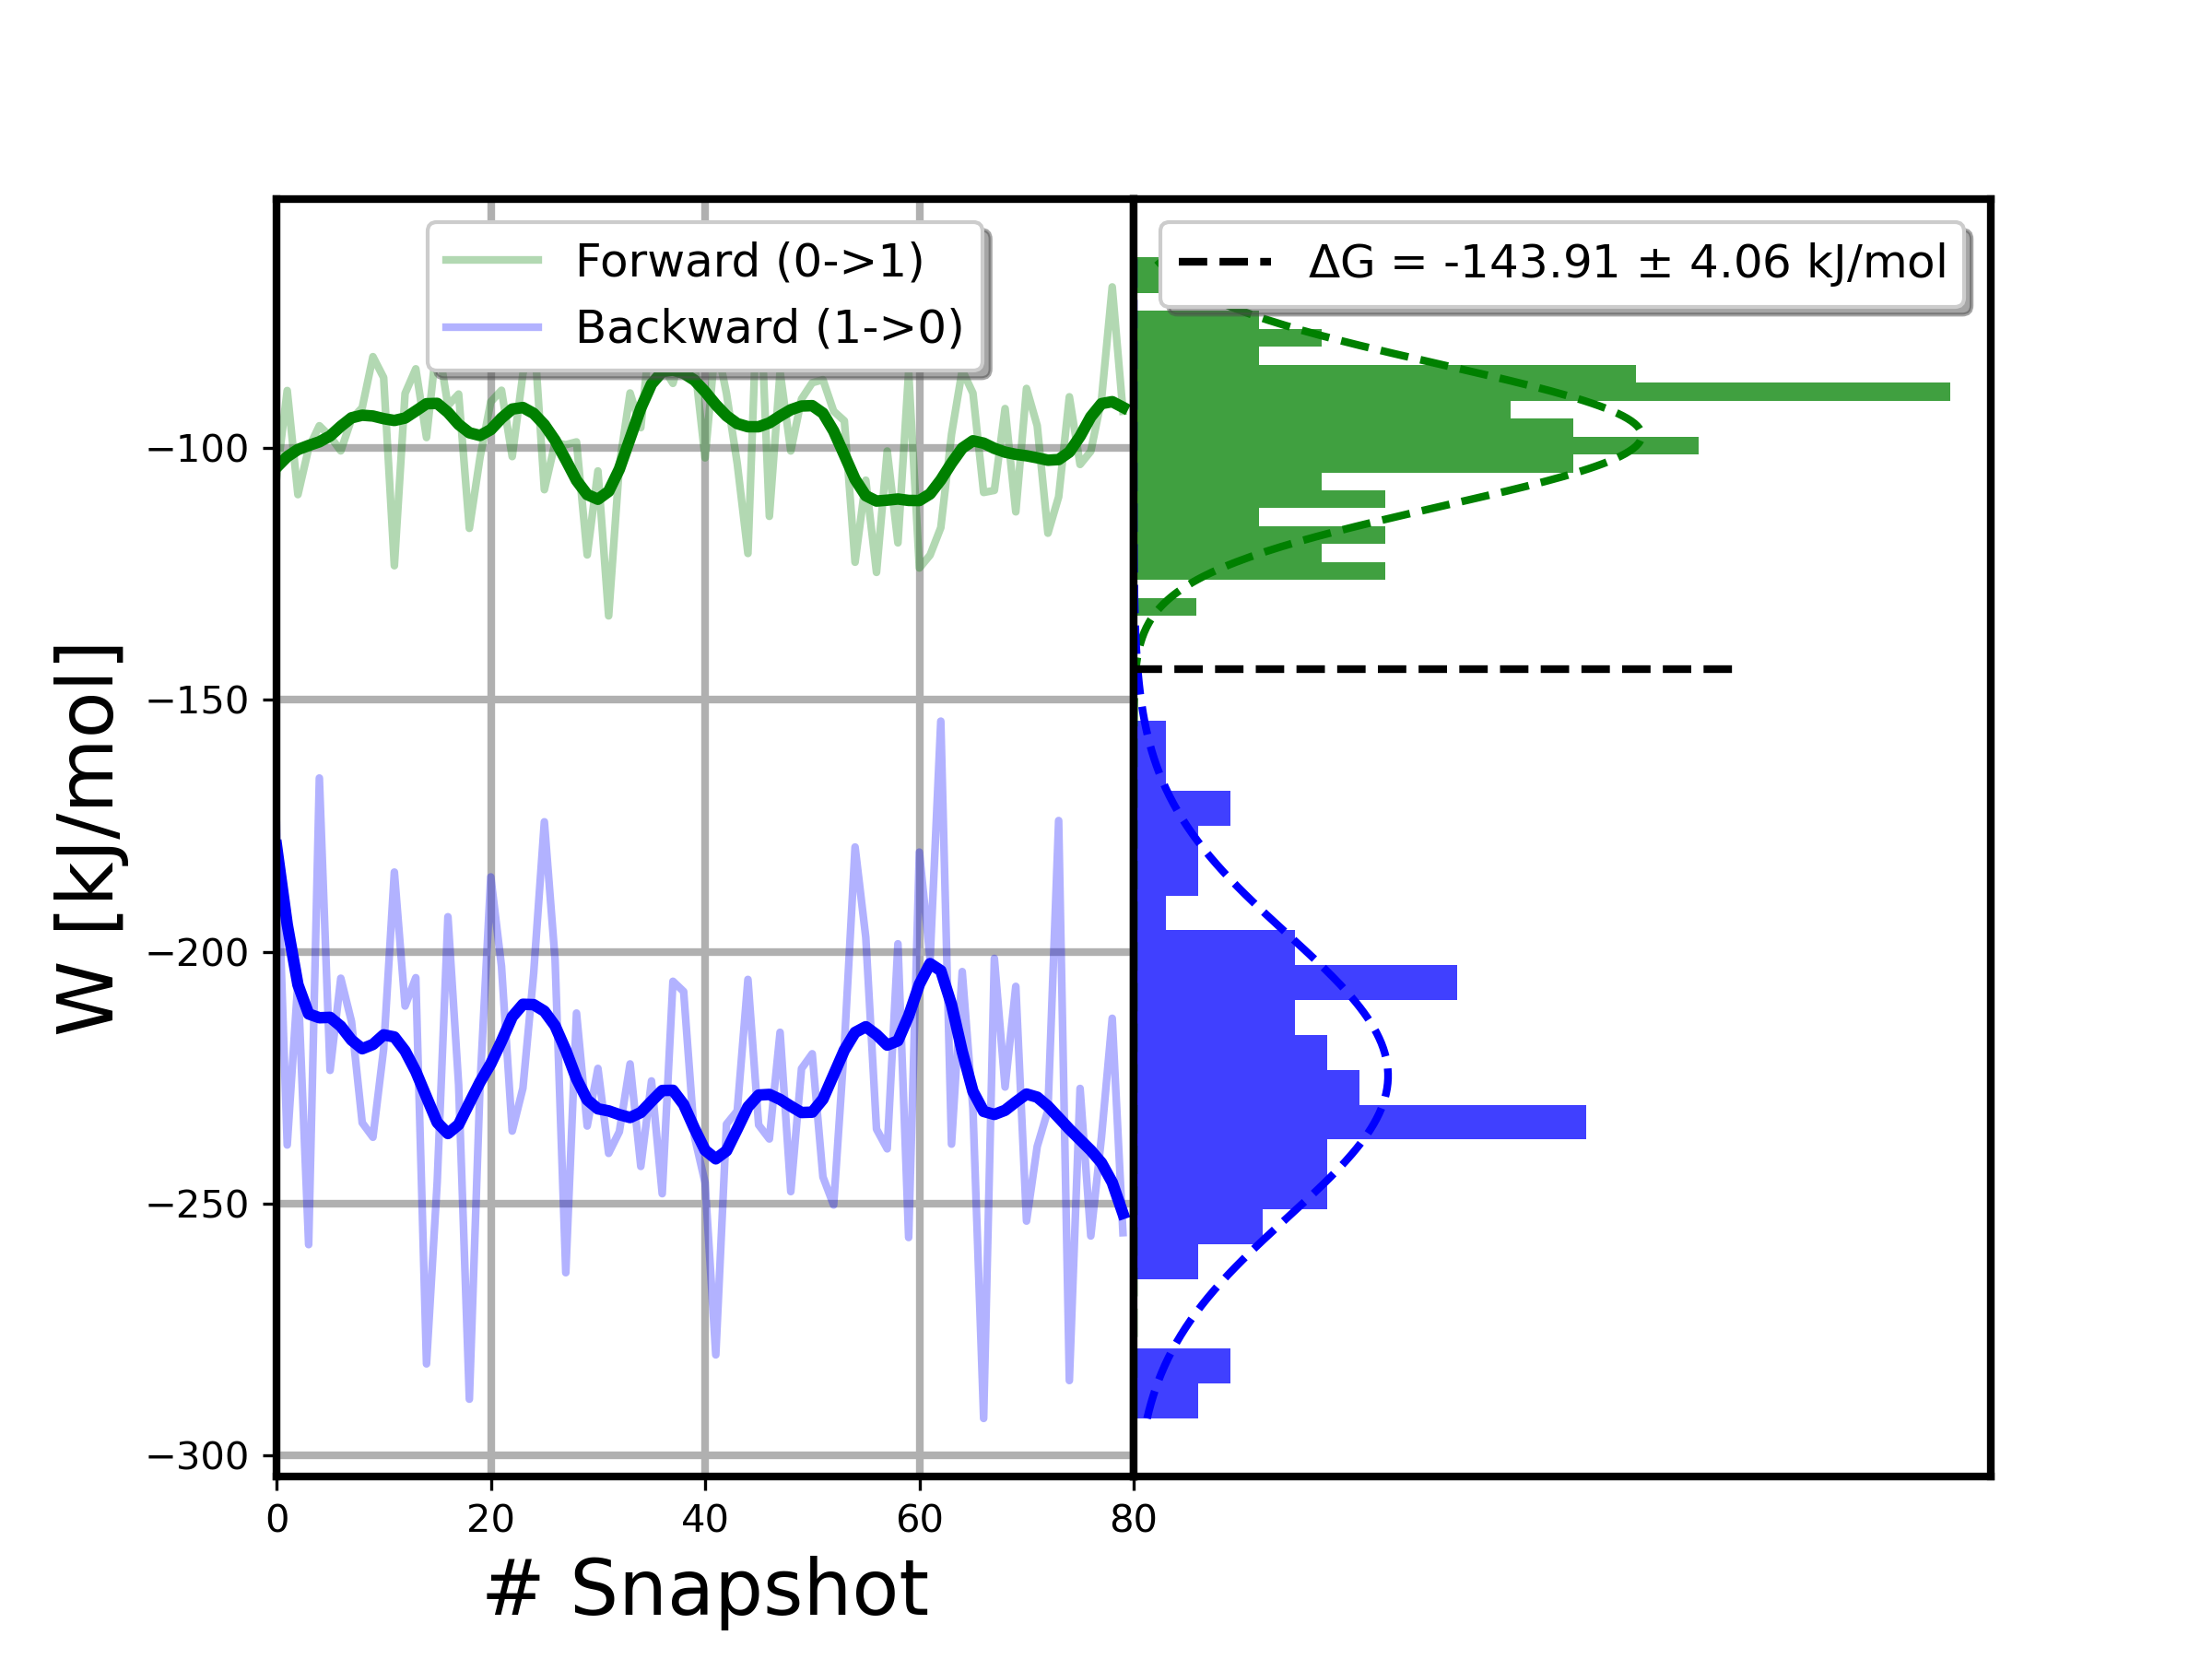 Forward (0->1)
Backward (1->0)
ΔG = -143.91 ± 4.06 kJ/mol
W [kJ/mol]
−100
−150
−200
−250
−300
0 20 40 60 80
# Snapshot